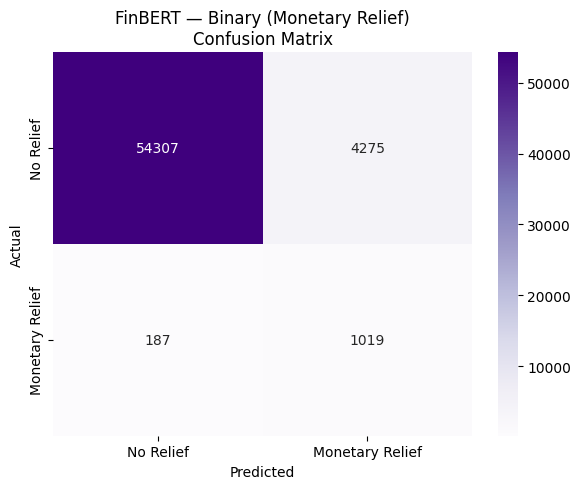 FinBERT — Binary (Monetary Relief)
Confusion Matrix
50000
No Relief
54307
4275
40000
Actual
30000
20000
Monetary Relief
187
1019
10000
No Relief
Monetary Relief
Predicted